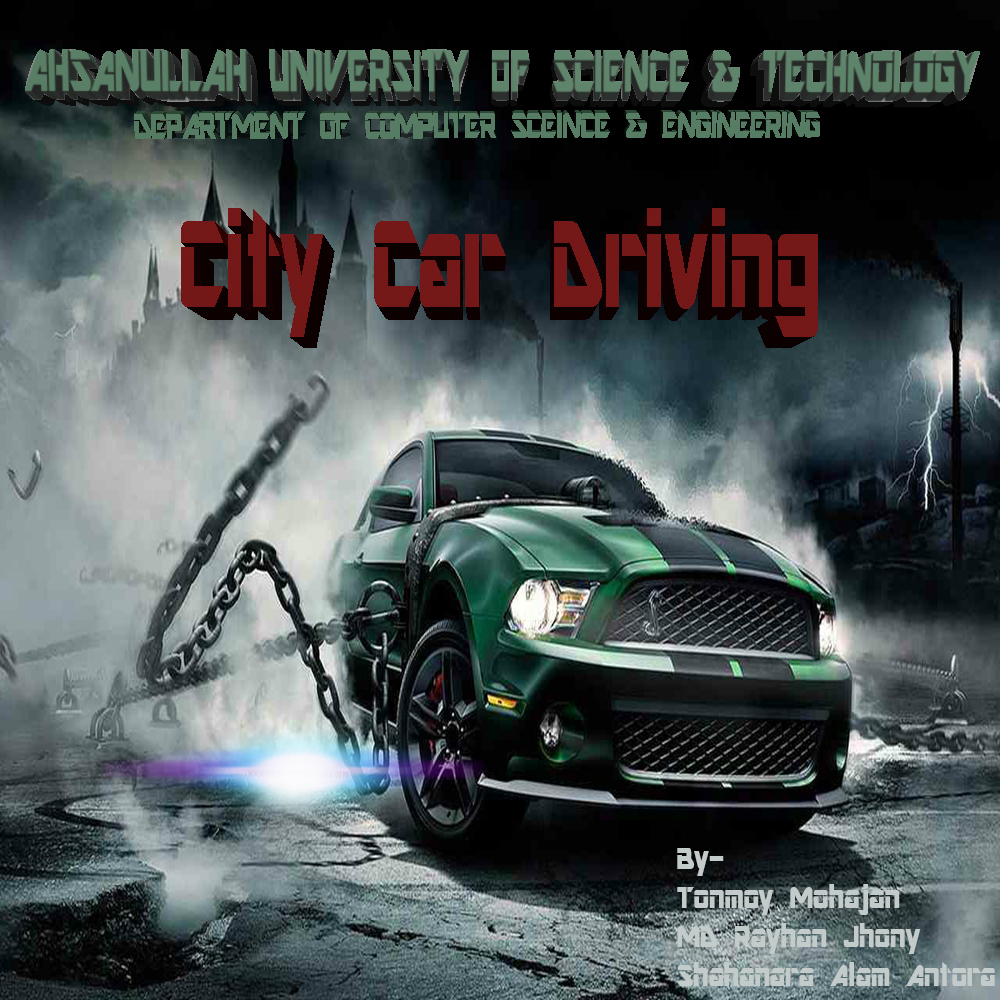 AHSANULLAH UNIVERSITY OF SCIENCE & TECHNOLOGY
DEPARTMENT OF COMPUTER SCEINCE & ENGINEERING
City Car Driving
By-
Tonmoy Mohajan
MD Rayhan Jhony
Shahanara Alam Antora